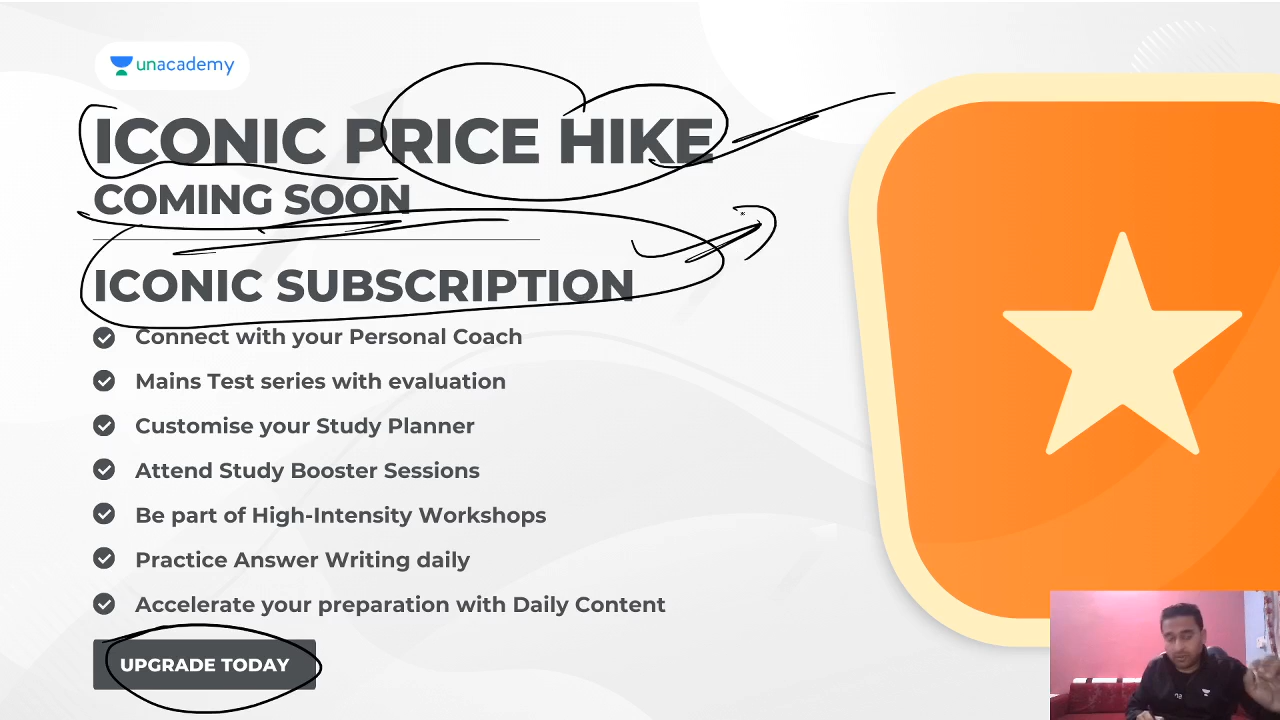 unacademy
ICONIC PRICE HIKE
COMING SOON
ICONIC SUBSCRIPTION
Connect with your Personal Coach
Mains Test series with evaluation
Customise your Study Planner
Attend Study Booster Sessions
Be part of High-Intensity Workshops
Practice Answer Writing daily
Accelerate your preparation with Daily Content
UPGRADE TODAY